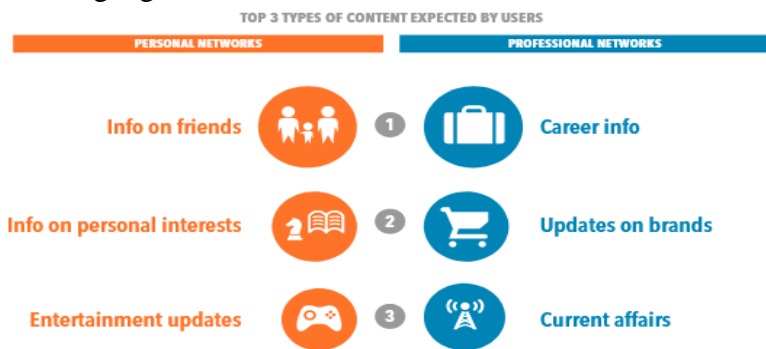 TOP 3 TYPES OF CONTENT EXPECTED BY USERS
PERSONAL NETWORKS
PROFESSIONAL NETWORKS
Info on friends
1
Career info
Info on personal interests
2
Updates on brands
Entertainment updates
3
Current affairs